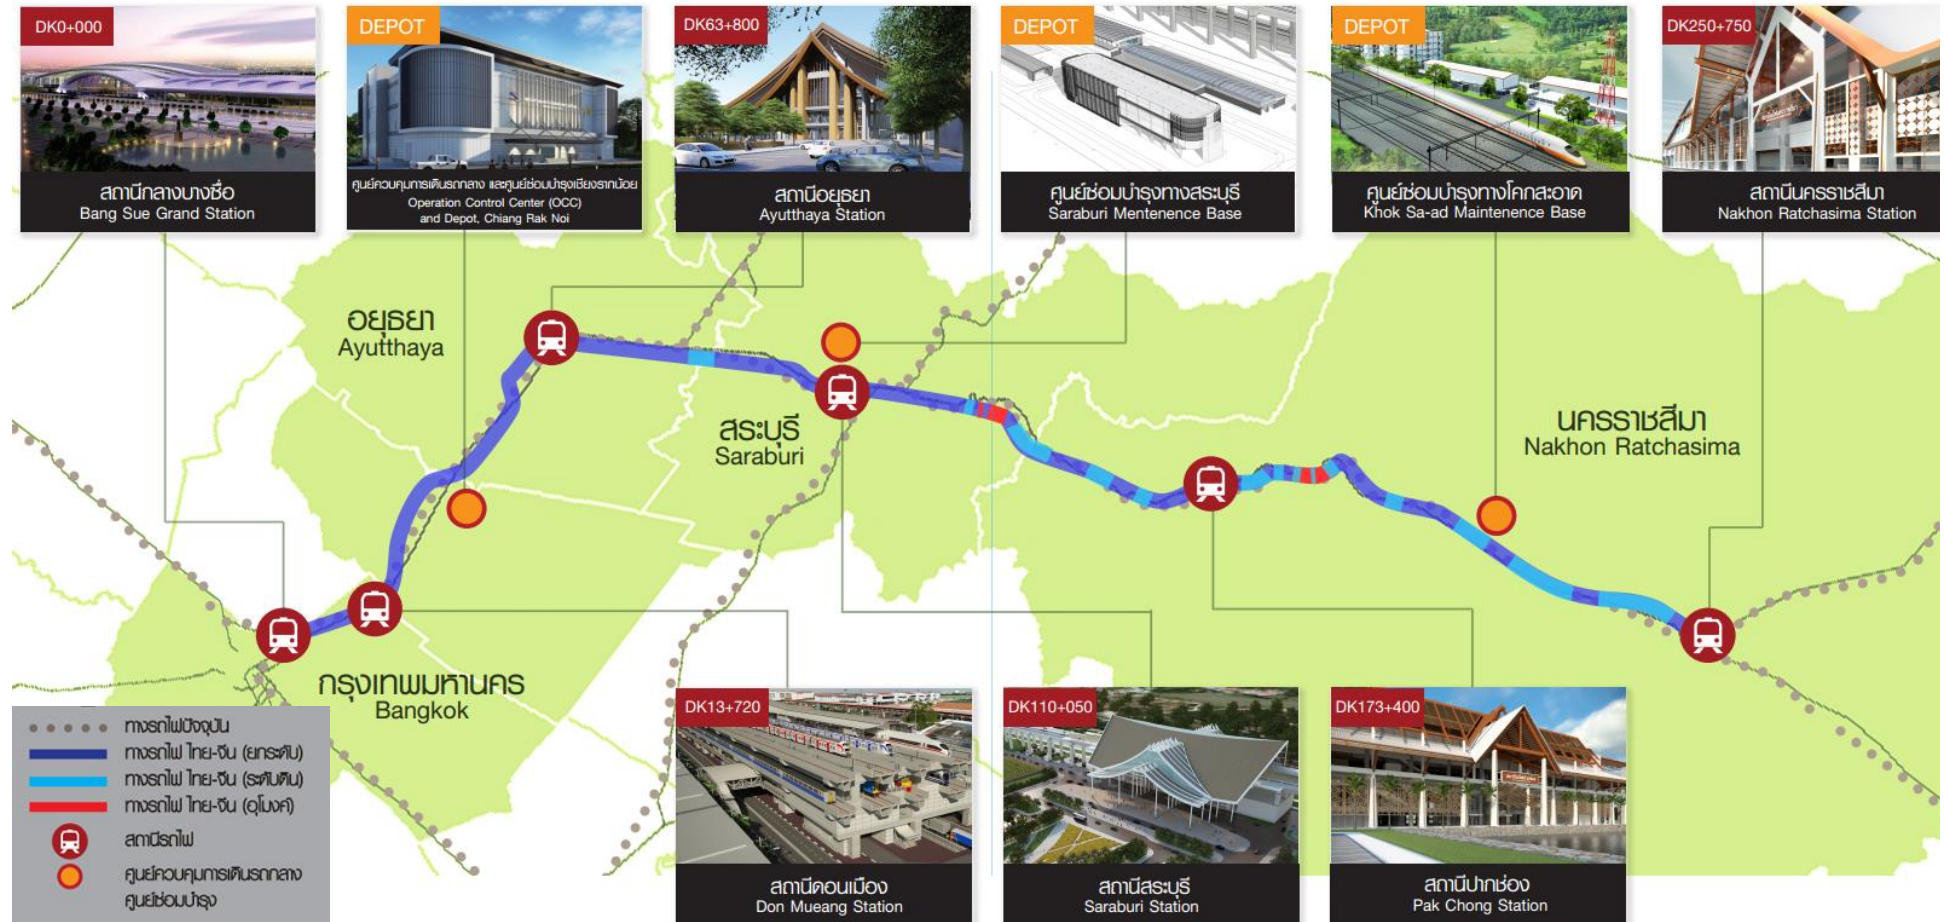 DK0+000
สถานีกลางบางซื่อ
Bang Sue Grand Station
DEPOT
ศูนย์ควบคุมการเดินรถกลาง และศูนย์ซ่อมบำรุงเชียงรากน้อย
Operation Control Center (OCC)
and Depot, Chiang Rak Noi
DK63+800
สถานีอยุธยา
Ayutthaya Station
DEPOT
ศูนย์ซ่อมบำรุงทางสระบุรี
Saraburi Mentenence Base
DEPOT
ศูนย์ซ่อมบำรุงทางโคกสะอาด
Khok Sa-ad Maintenence Base
DK250+750
สถานีนครราชสีมา
Nakhon Ratchasima Station
อยุธยา
Ayutthaya
สระบุรี
Saraburi
นครราชสีมา
Nakhon Ratchasima
กรุงเทพมหานคร
Bangkok
ทางรถไฟปัจจุบัน
ทางรถไฟ ไทย-จีน (ยกระดับ)
ทางรถไฟ ไทย-จีน (ระดับดิน)
ทางรถไฟ ไทย-จีน (อุโมงค์)
สถานีรถไฟ
ศูนย์ควบคุมการเดินรถกลาง
ศูนย์ซ่อมบำรุง
DK13+720
สถานีดอนเมือง
Don Mueang Station
DK110+050
สถานีสระบุรี
Saraburi Station
DK173+400
สถานีปากช่อง
Pak Chong Station